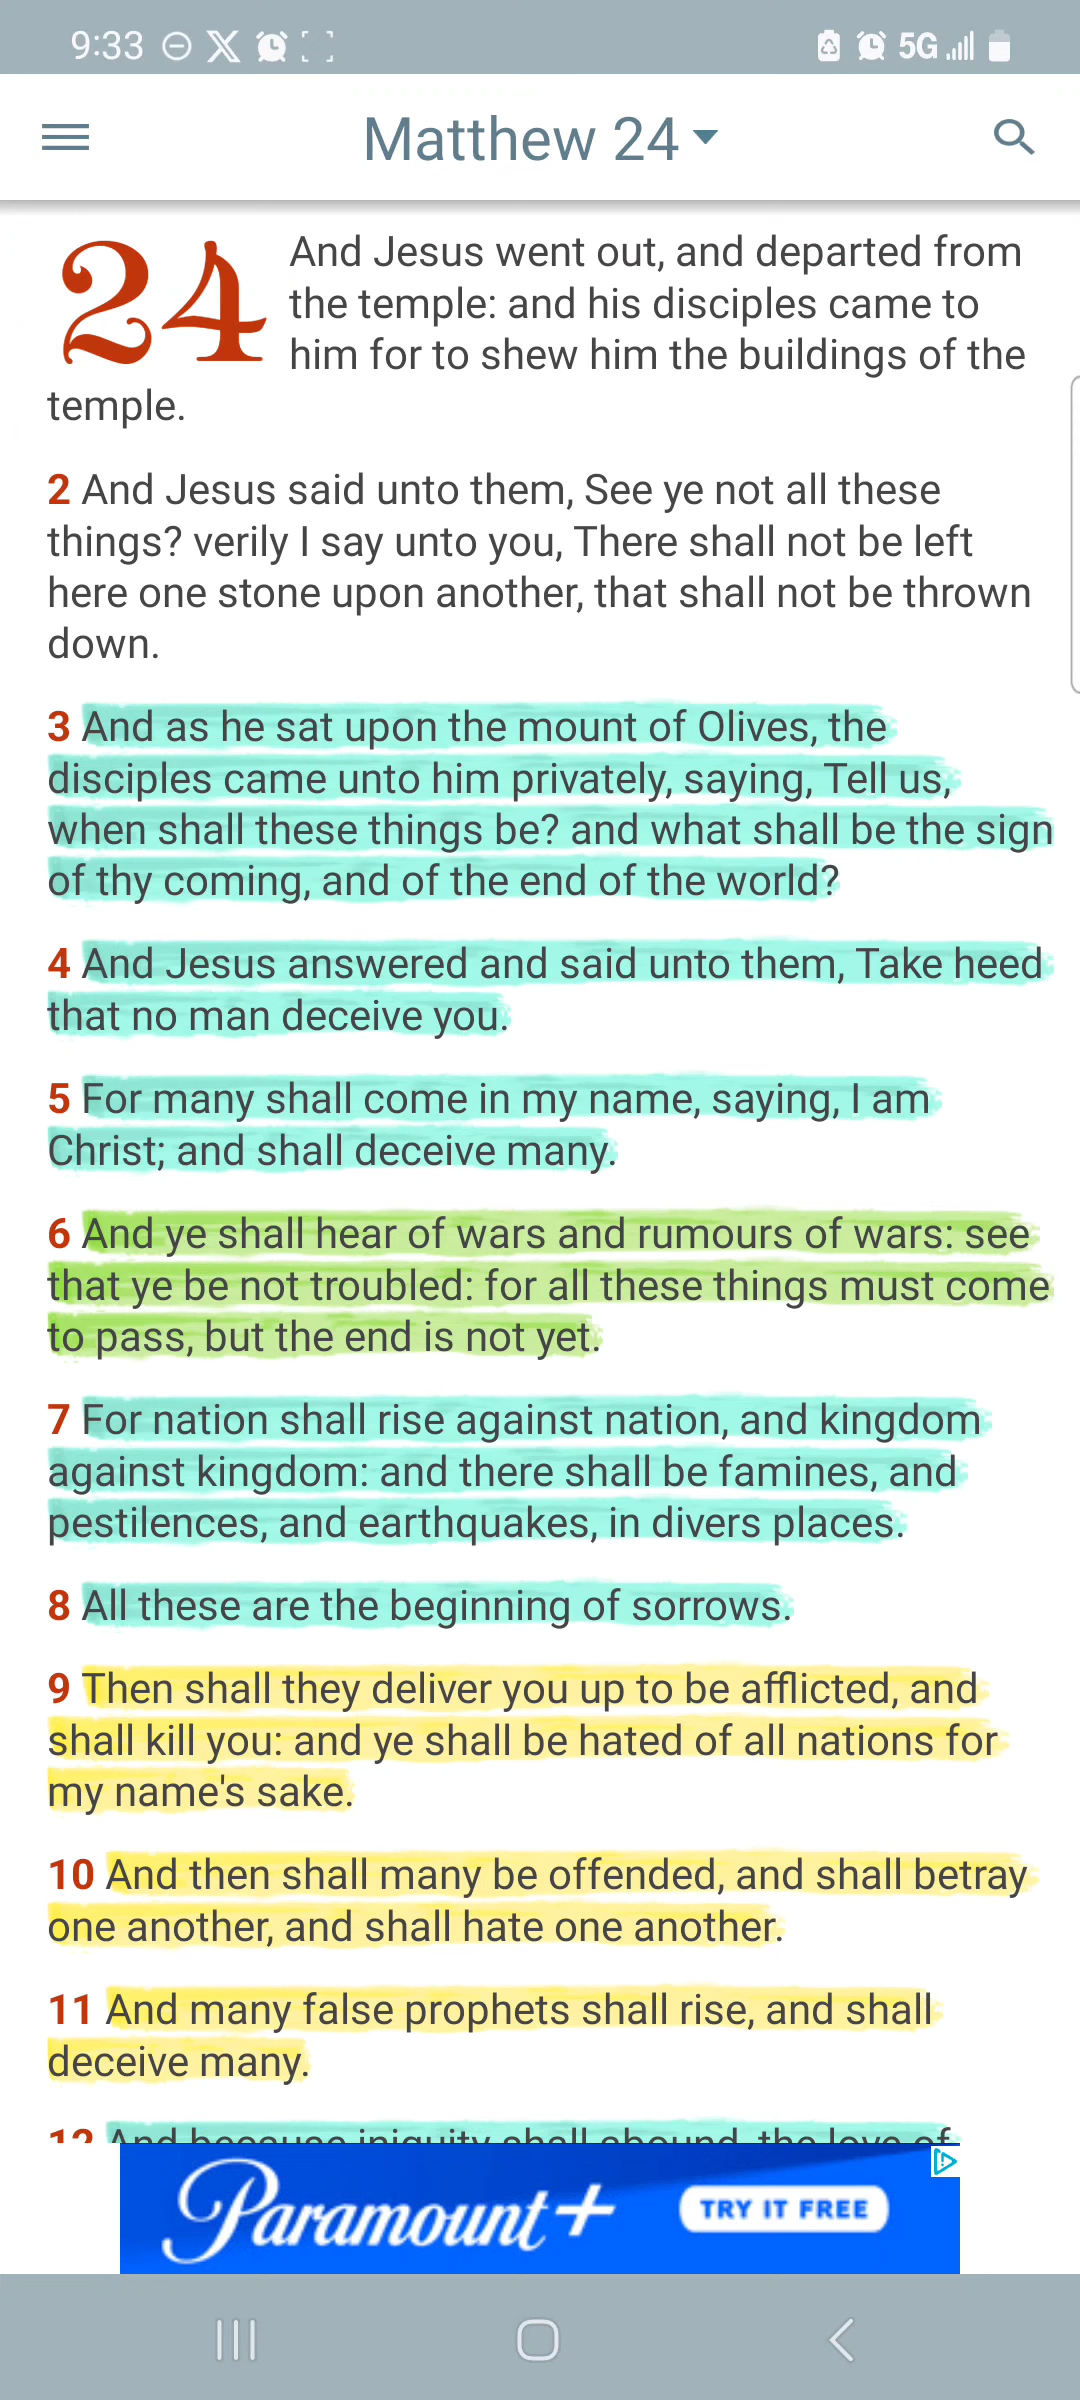 9:33
5G
Matthew 24
24 And Jesus went out, and departed from
the temple: and his disciples came to
him for to shew him the buildings of the
temple.
2 And Jesus said unto them, See ye not all these
things? verily I say unto you, There shall not be left
here one stone upon another, that shall not be thrown
down.
3 And as he sat upon the mount of Olives, the
disciples came unto him privately, saying, Tell us,
when shall these things be? and what shall be the sign
of thy coming, and of the end of the world?
4 And Jesus answered and said unto them, Take heed
that no man deceive you.
5 For many shall come in my name, saying, I am
Christ; and shall deceive many.
6 And ye shall hear of wars and rumours of wars: see
that ye be not troubled: for all these things must come
to pass, but the end is not yet.
7 For nation shall rise against nation, and kingdom
against kingdom: and there shall be famines, and
pestilences, and earthquakes, in divers places.
8 All these are the beginning of sorrows.
9 Then shall they deliver you up to be afflicted, and
shall kill you: and ye shall be hated of all nations for
my name's sake.
10 And then shall many be offended, and shall betray
one another, and shall hate one another.
11 And many false prophets shall rise, and shall
deceive many.
12 And because iniquity shall abound, the love of
Paramount+
TRY IT FREE